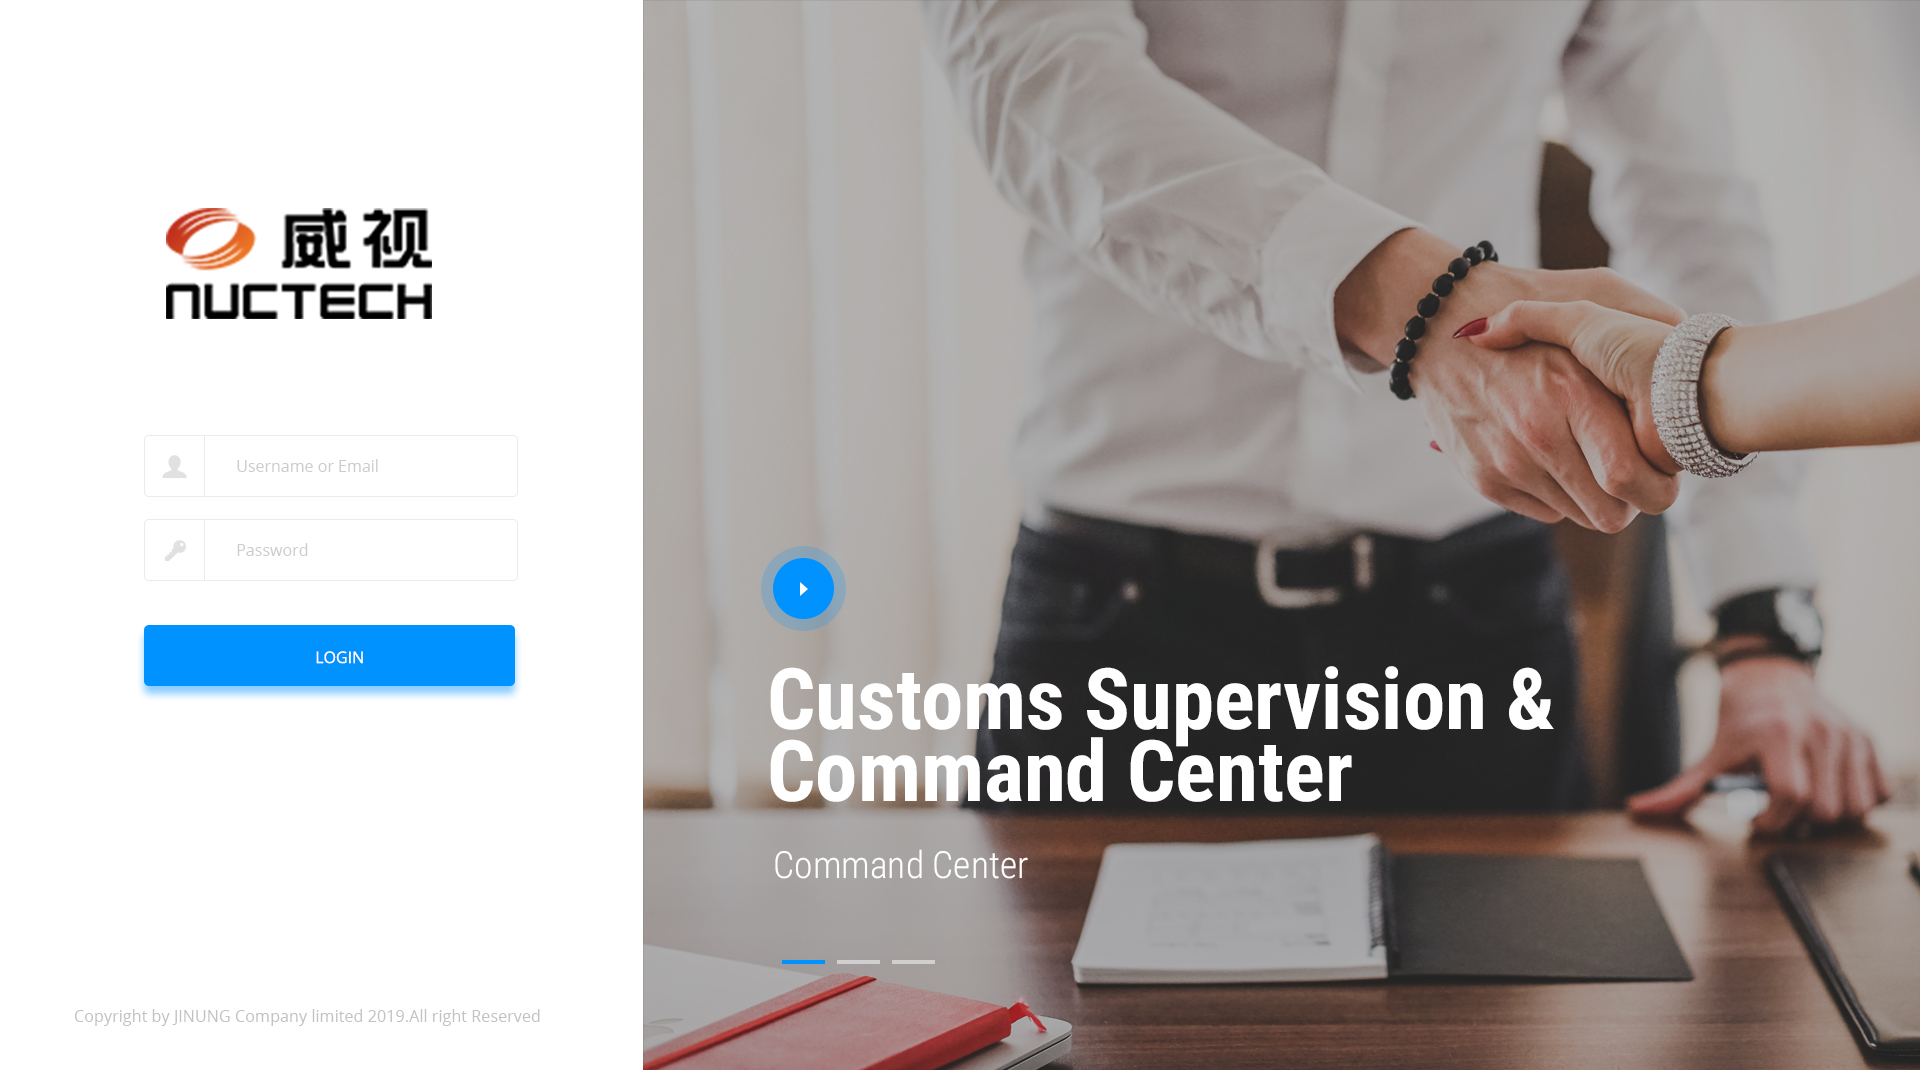 威视
NUCTECH
Username or Email
Password
LOGIN
Customs Supervision &
Command Center
Command Center
Copyright by JINUNG Company limited 2019.All right Reserved